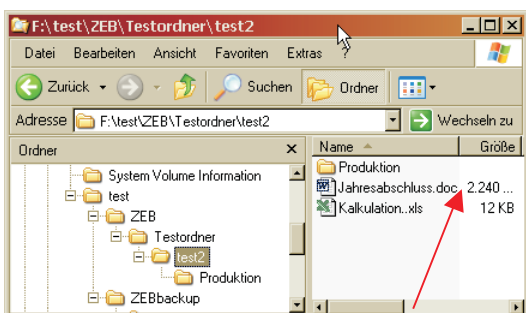 F:\test\ZEB\Testordner\test2
Datei Bearbeiten Ansicht Favoriten Extras ?
Zurück Suchen Ordner
Adresse F:\test\ZEB\Testordner\test2 Wechseln zu
Ordner
System Volume Information
test
ZEB
Testordner
test2
Produktion
ZEBbackup
Name Größe
Produktion
Jahresabschluss.doc 2.240 ...
Kalkulation..xls 12 KB